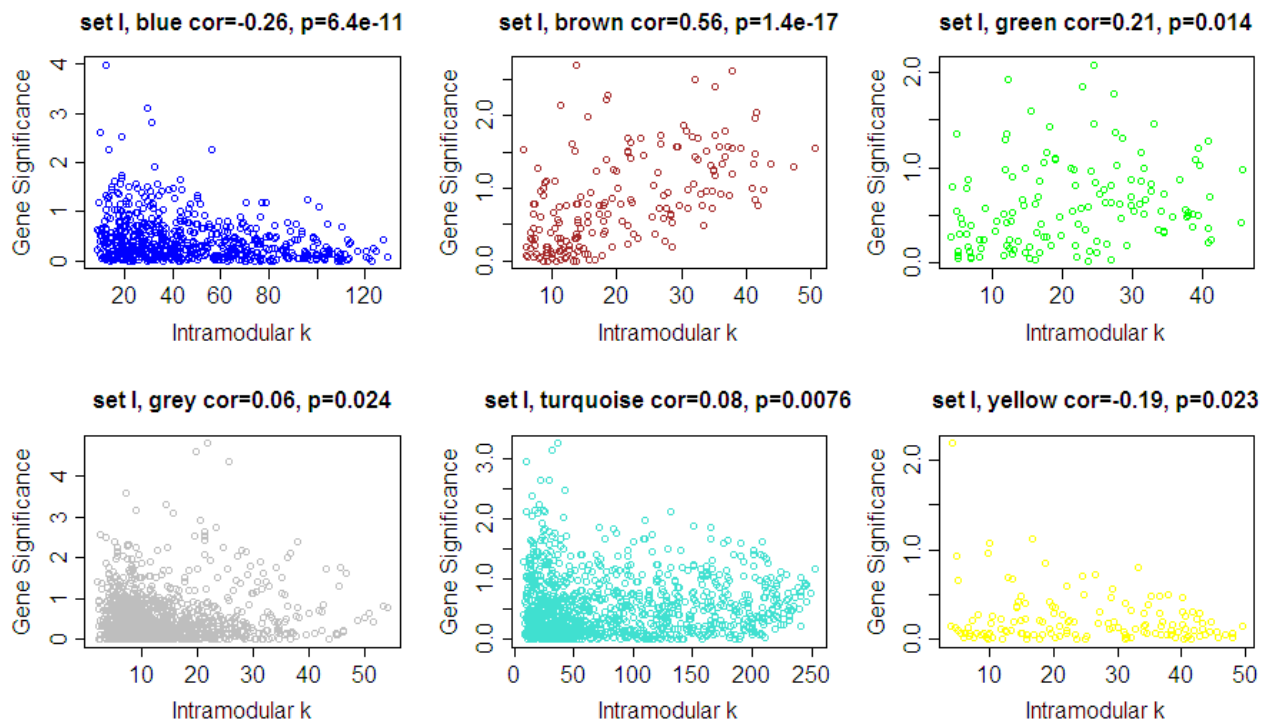 set I, blue cor=-0.26, p=6.4e-11
Gene Significance
0 1 2 3 4
20 40 60 80 120
Intramodular k
set I, brown cor=0.56, p=1.4e-17
Gene Significance
0.0 1.0 2.0
10 20 30 40 50
Intramodular k
set I, green cor=0.21, p=0.014
Gene Significance
0.0 1.0 2.0
10 20 30 40
Intramodular k
set I, grey cor=0.06, p=0.024
Gene Significance
0 1 2 3 4
10 20 30 40 50
Intramodular k
set I, turquoise cor=0.08, p=0.0076
Gene Significance
0.0 1.0 2.0 3.0
0 50 100 150 200 250
Intramodular k
set I, yellow cor=-0.19, p=0.023
Gene Significance
0.0 1.0 2.0
10 20 30 40 50
Intramodular k